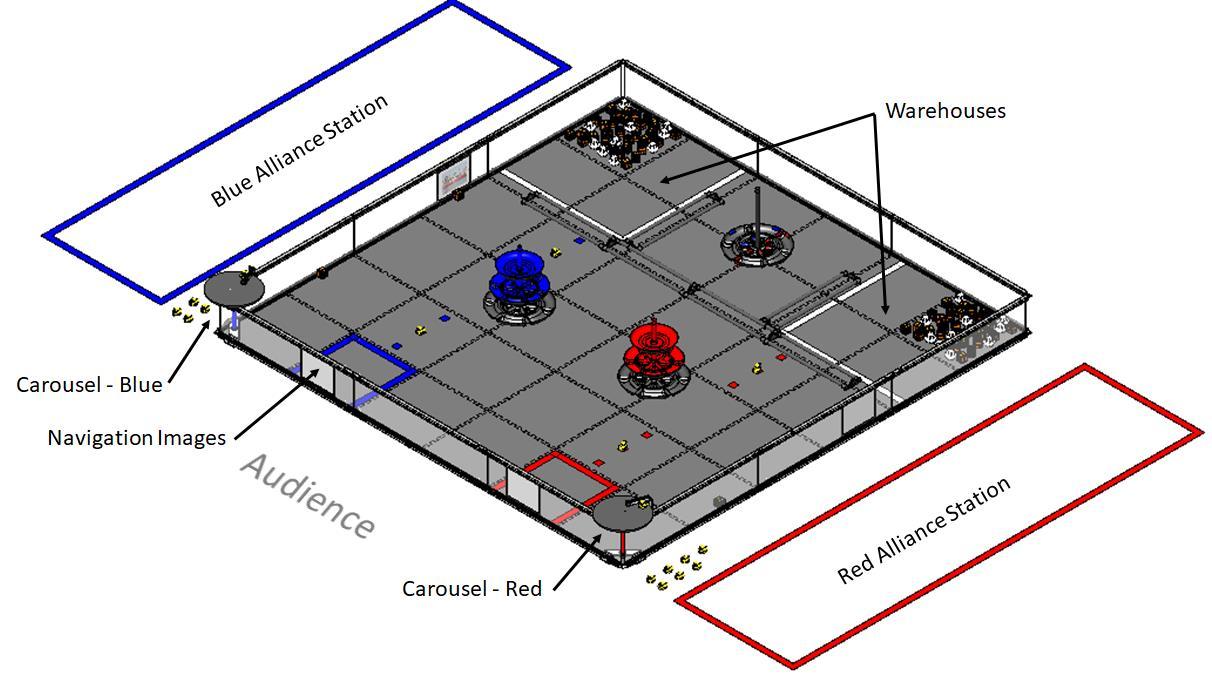 Blue Alliance Station
Warehouses
Carousel - Blue
Navigation Images
Audience
Carousel - Red
Red Alliance Station